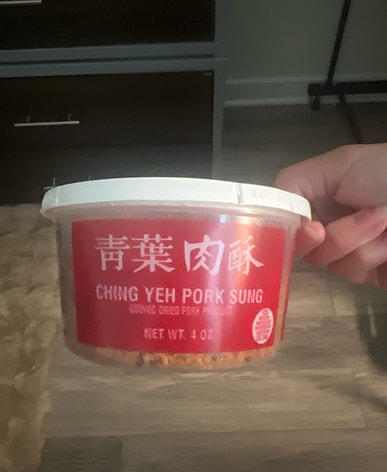 青葉肉酥
CHING YEH PORK SUNG
COOKED DRIED PORK PRODUCT
NET WT. 4 OZ.